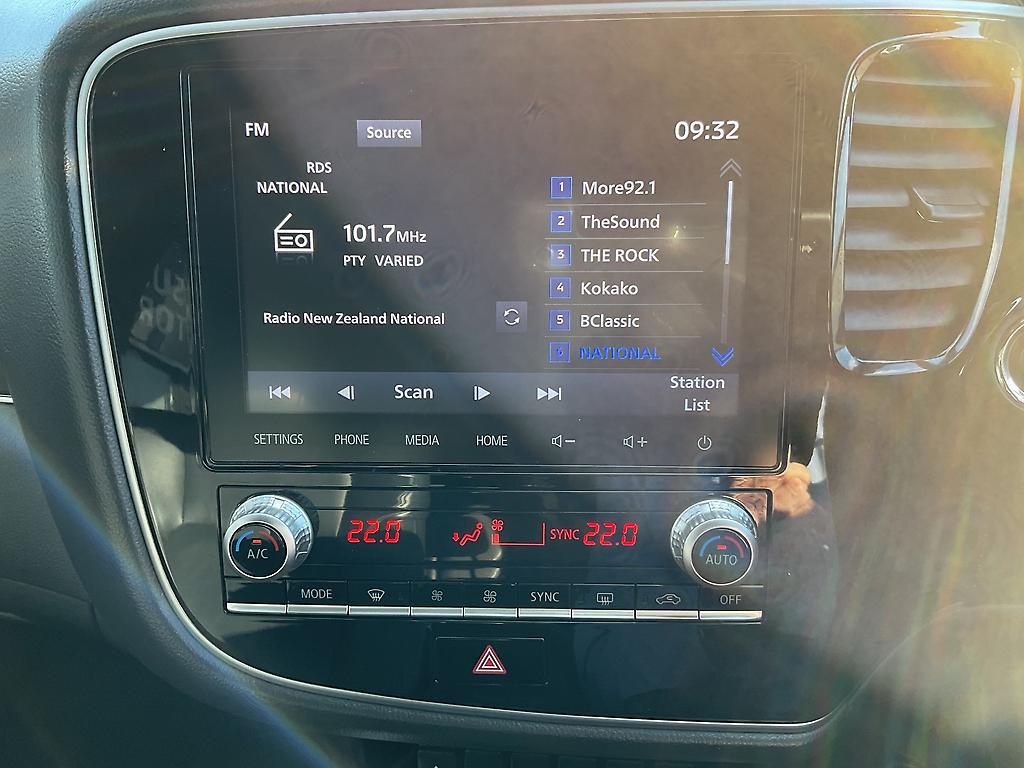 FM Source 09:32
RDS
NATIONAL
101.7MHz
PTY VARIED
Radio New Zealand National
1 More92.1
2 TheSound
3 THE ROCK
4 Kokako
5 BClassic
6 NATIONAL
Scan
Station
List
SETTINGS PHONE MEDIA HOME
A/C 22.0 SYNC 22.0 AUTO
MODE SYNC OFF